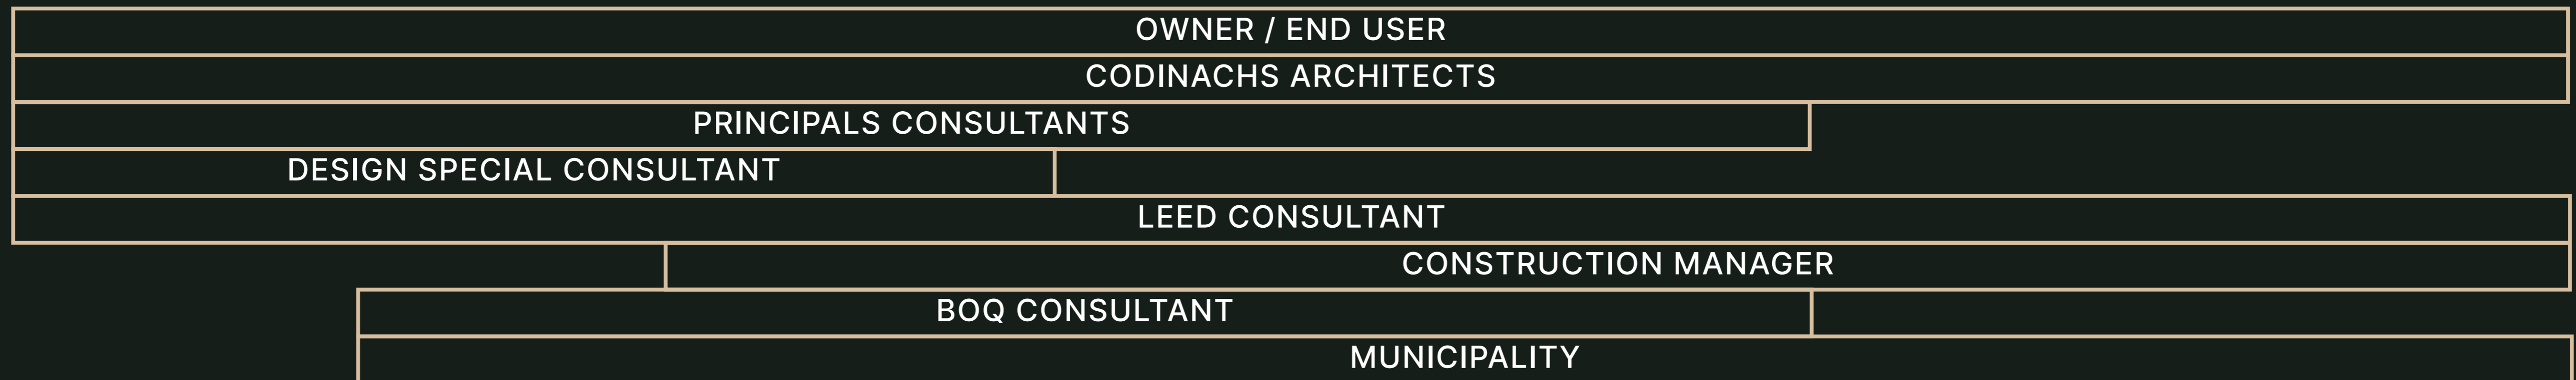 OWNER / END USER
CODINACHS ARCHITECTS
PRINCIPALS CONSULTANTS
DESIGN SPECIAL CONSULTANT
LEED CONSULTANT
CONSTRUCTION MANAGER
BOQ CONSULTANT
MUNICIPALITY